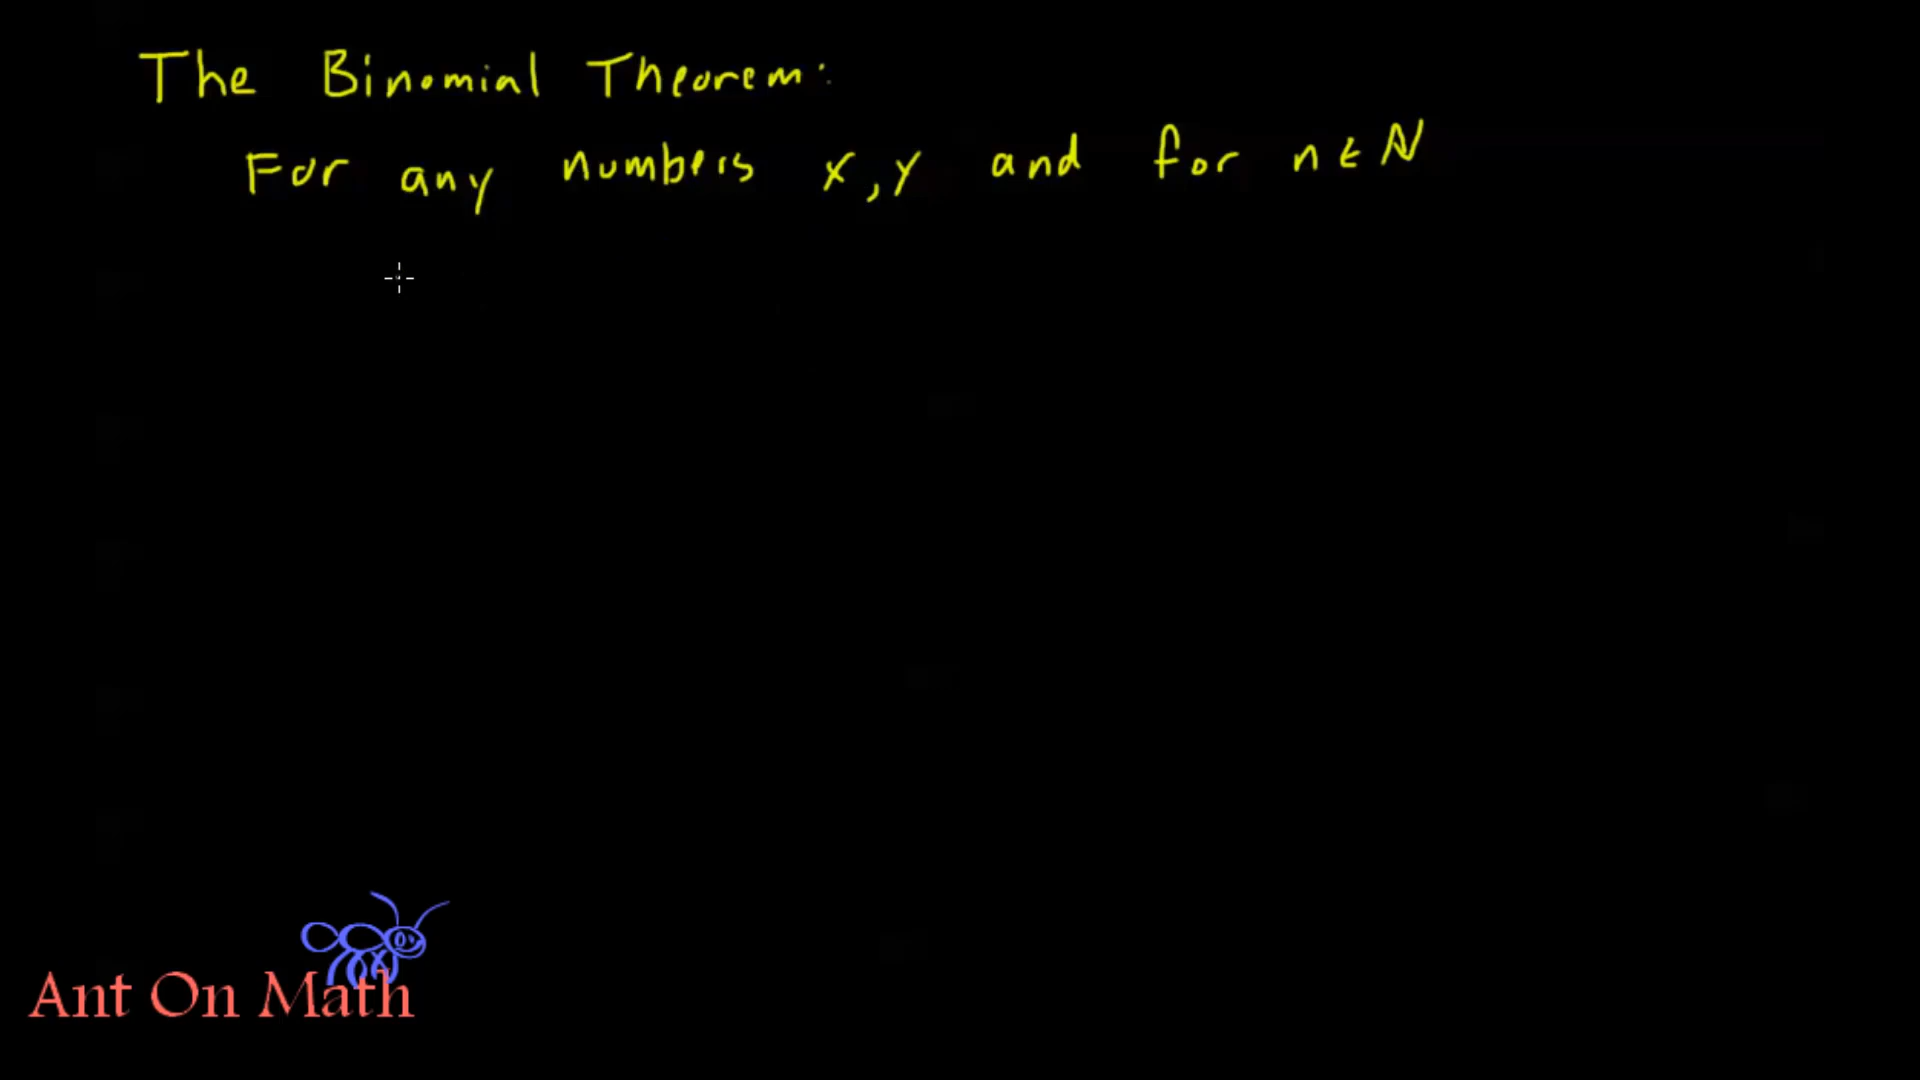 The Binomial Theorem:
For any numbers x, y and for n ∈ ℕ
Ant On Math